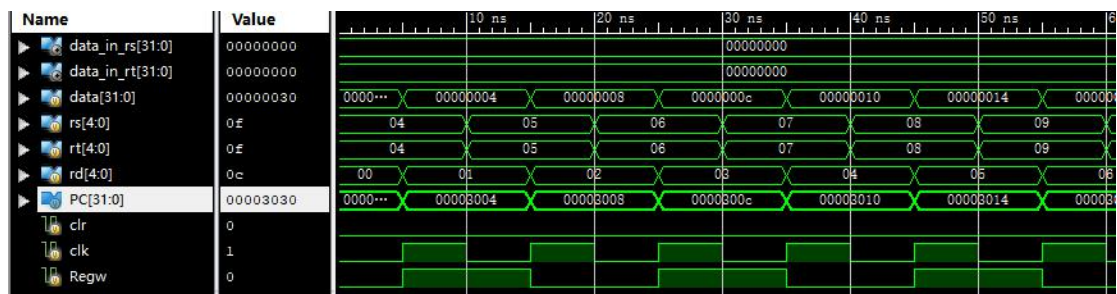 Name Value 10 ns 20 ns 30 ns 40 ns 50 ns 6
data_in_rs[31:0] 00000000 00000000
data_in_rt[31:0] 00000000 00000000
data[31:0] 00000030 0000... 00000004 00000008 0000000c 00000010 00000014 00000
rs[4:0] 0f 04 05 06 07 08 09
rt[4:0] 0f 04 05 06 07 08 09
rd[4:0] 0c 00 01 02 03 04 05 06
PC[31:0] 00003030 0000... 00003004 00003008 0000300c 00003010 00003014 00003
clr 0
clk 1
Regw 0